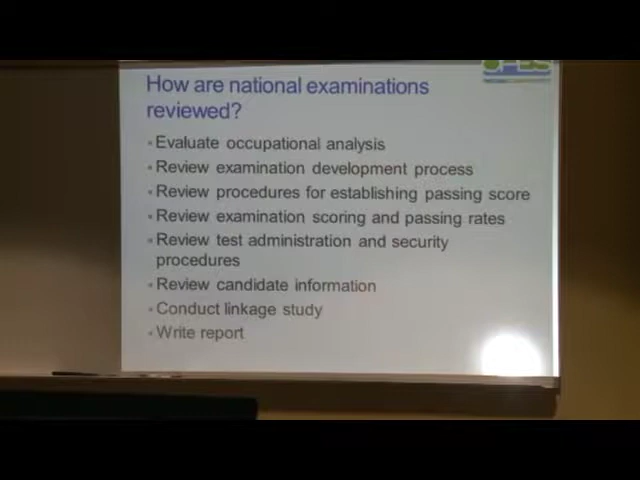 How are national examinations
reviewed?
Evaluate occupational analysis
Review examination development process
Review procedures for establishing passing score
Review examination scoring and passing rates
Review test administration and security
procedures
Review candidate information
Conduct linkage study
Write report